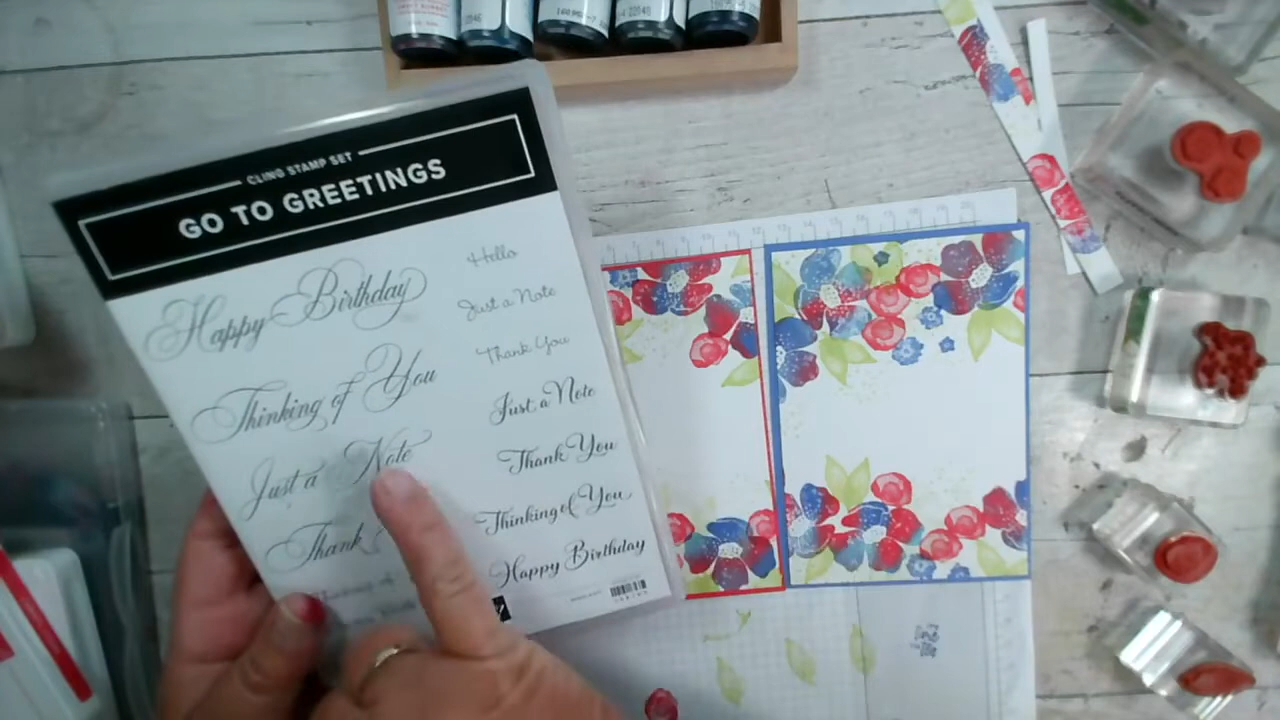 CLING STAMP SET
GO TO GREETINGS
Happy Birthday
Thinking of You
Just a Note
Thank
Hello
Just a Note
Thank You
Just a Note
Thank You
Thinking of You
Happy Birthday